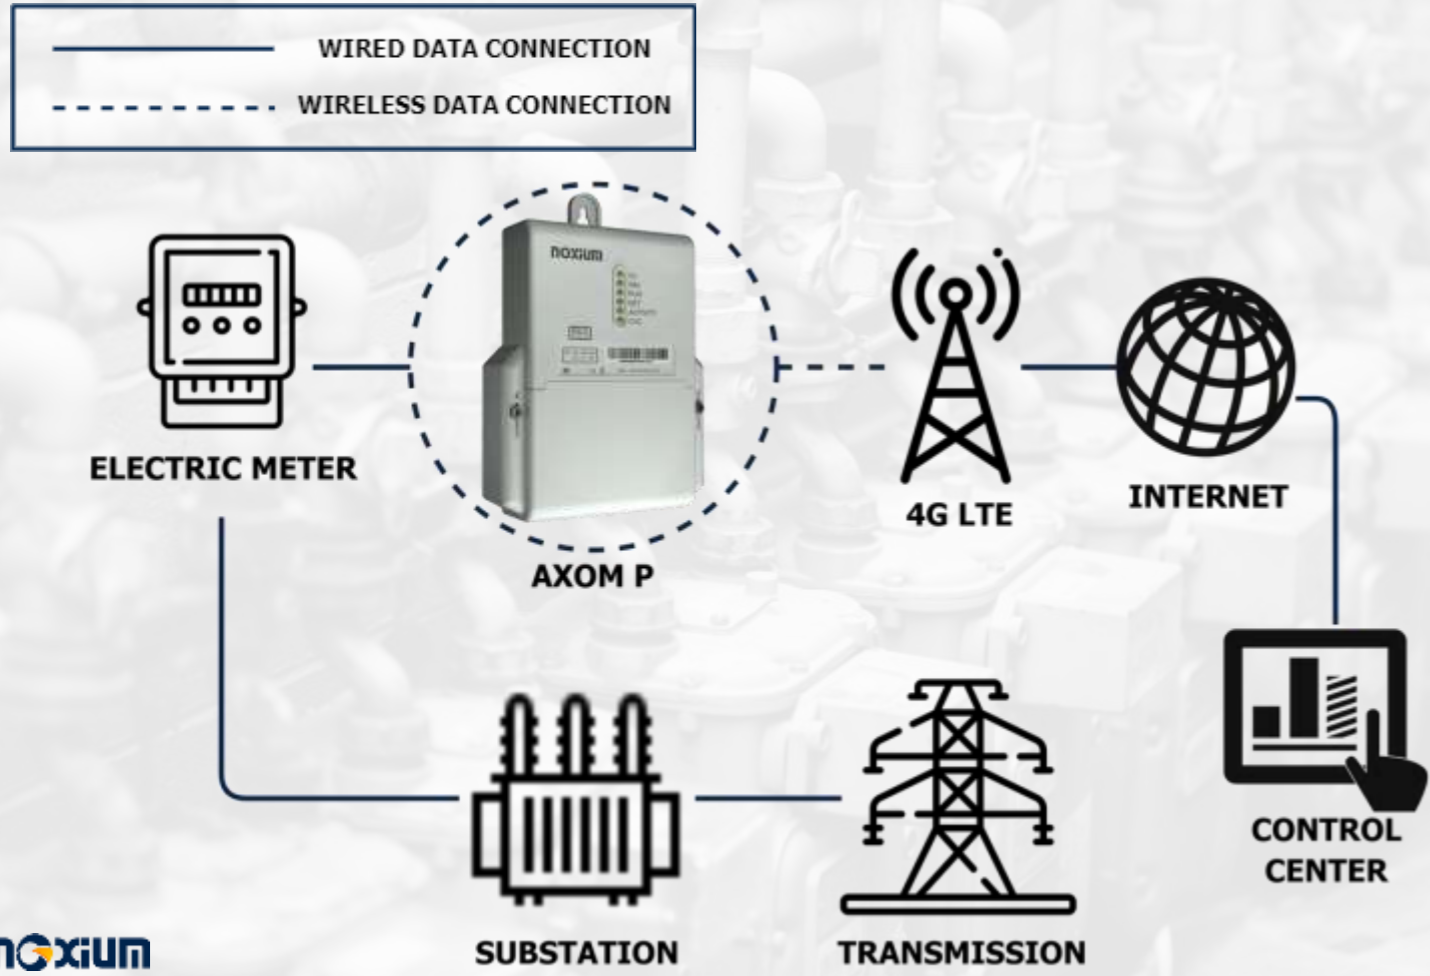 WIRED DATA CONNECTION
WIRELESS DATA CONNECTION
noxium
ELECTRIC METER
AXOM P
4G LTE
INTERNET
CONTROL
CENTER
SUBSTATION
TRANSMISSION
noxium